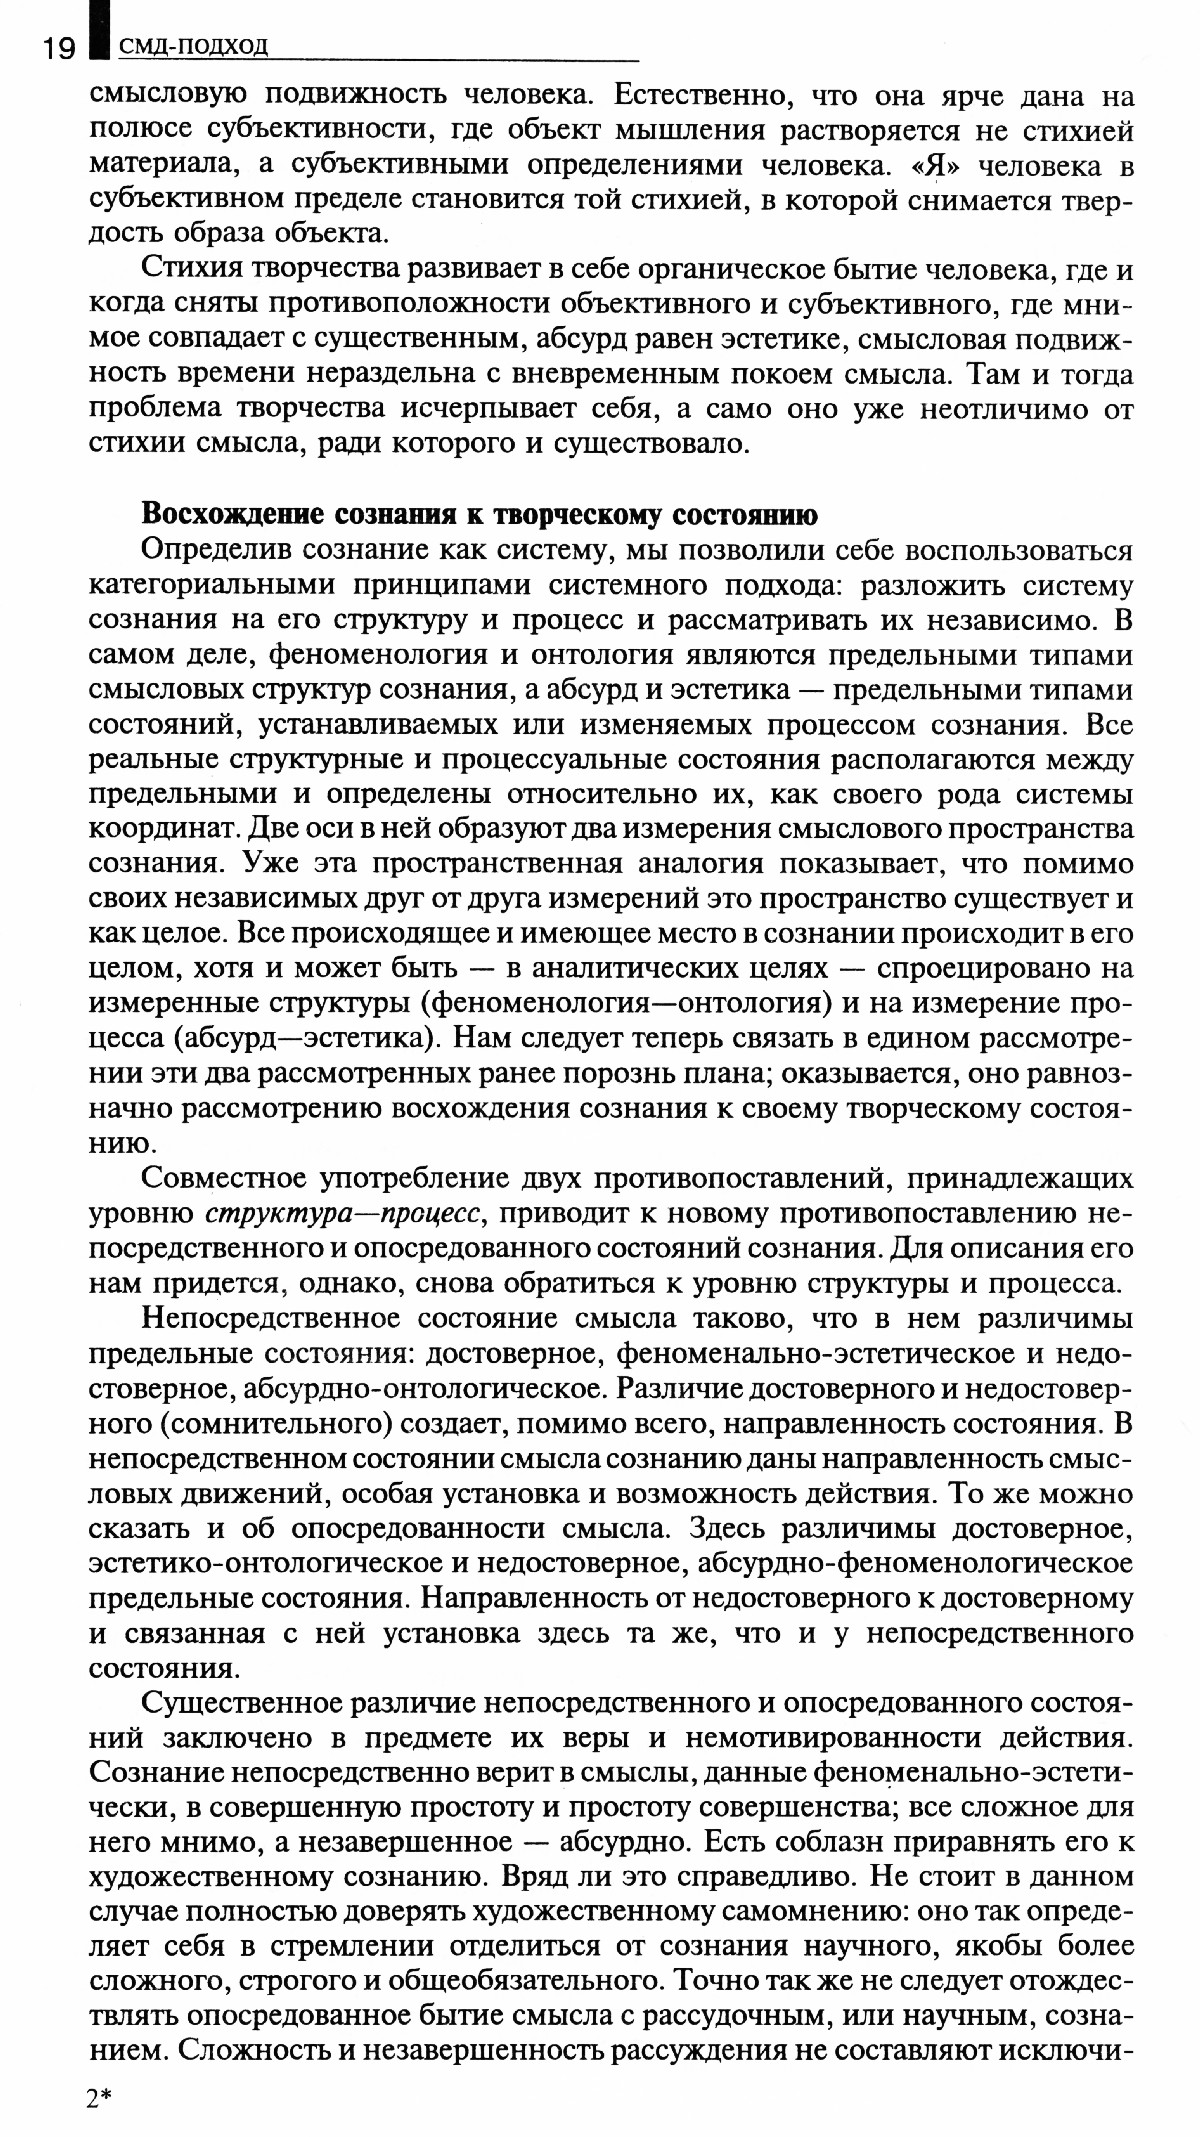 19 СМД-ПОДХОД
смысловую подвижность человека. Естественно, что она ярче дана на
полюсе субъективности, где объект мышления растворяется не стихией
материала, а субъективными определениями человека. «Я» человека в
субъективном пределе становится той стихией, в которой снимается твер-
дость образа объекта.
Стихия творчества развивает в себе органическое бытие человека, где и
когда сняты противоположности объективного и субъективного, где мни-
мое совпадает с существенным, абсурд равен эстетике, смысловая подвиж-
ность времени нераздельна с вневременным покоем смысла. Там и тогда
проблема творчества исчерпывает себя, а само оно уже неотличимо от
стихии смысла, ради которого и существовало.
Восхождение сознания к творческому состоянию
Определив сознание как систему, мы позволили себе воспользоваться
категориальными принципами системного подхода: разложить систему
сознания на его структуру и процесс и рассматривать их независимо. В
самом деле, феноменология и онтология являются предельными типами
смысловых структур сознания, а абсурд и эстетика — предельными типами
состояний, устанавливаемых или изменяемых процессом сознания. Все
реальные структурные и процессуальные состояния располагаются между
предельными и определены относительно их, как своего рода системы
координат. Две оси в ней образуют два измерения смыслового пространства
сознания. Уже эта пространственная аналогия показывает, что помимо
своих независимых друг от друга измерений это пространство существует и
как целое. Все происходящее и имеющее место в сознании происходит в его
целом, хотя и может быть — в аналитических целях — спроецировано на
измеренные структуры (феноменология—онтология) и на измерение про-
цесса (абсурд—эстетика). Нам следует теперь связать в едином рассмотре-
нии эти два рассмотренных ранее порознь плана; оказывается, оно равноз-
начно рассмотрению восхождения сознания к своему творческому состоя-
нию.
Совместное употребление двух противопоставлений, принадлежащих
уровню структура—процесс, приводит к новому противопоставлению не-
посредственного и опосредованного состояний сознания. Для описания его
нам придется, однако, снова обратиться к уровню структуры и процесса.
Непосредственное состояние смысла таково, что в нем различимы
предельные состояния: достоверное, феноменально-эстетическое и недо-
стоверное, абсурдно-онтологическое. Различие достоверного и недостовер-
ного (сомнительного) создает, помимо всего, направленность состояния. В
непосредственном состоянии смысла сознанию даны направленность смыс-
ловых движений, особая установка и возможность действия. То же можно
сказать и об опосредованности смысла. Здесь различимы достоверное,
эстетико-онтологическое и недостоверное, абсурдно-феноменологическое
предельные состояния. Направленность от недостоверного к достоверному
и связанная с ней установка здесь та же, что и у непосредственного
состояния.
Существенное различие непосредственного и опосредованного состоя-
ний заключено в предмете их веры и немотивированности действия.
Сознание непосредственно верит в смыслы, данные феноменально-эстети-
чески, в совершенную простоту и простоту совершенства; все сложное для
него мнимо, а незавершенное — абсурдно. Есть соблазн приравнять его к
художественному сознанию. Вряд ли это справедливо. Не стоит в данном
случае полностью доверять художественному самомнению: оно так опреде-
ляет себя в стремлении отделиться от сознания научного, якобы более
сложного, строгого и общеобязательного. Точно так же не следует отождес-
твлять опосредованное бытие смысла с рассудочным, или научным, созна-
нием. Сложность и незавершенность рассуждения не составляют исключи-
2*